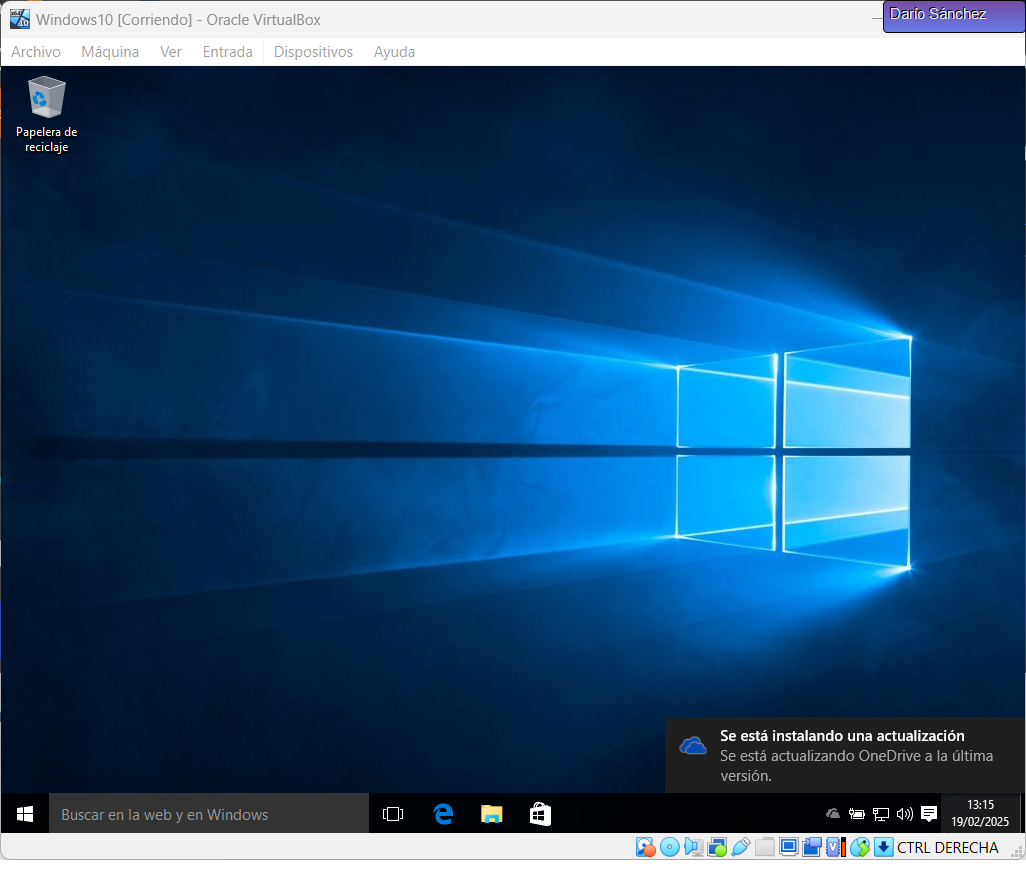 Windows10 [Corriendo] - Oracle VirtualBox
Darío Sánchez
Archivo Máquina Ver Entrada Dispositivos Ayuda
Papelera de
reciclaje
Se está instalando una actualización
Se está actualizando OneDrive a la última
versión.
Buscar en la web y en Windows
13:15
19/02/2025
CTRL DERECHA